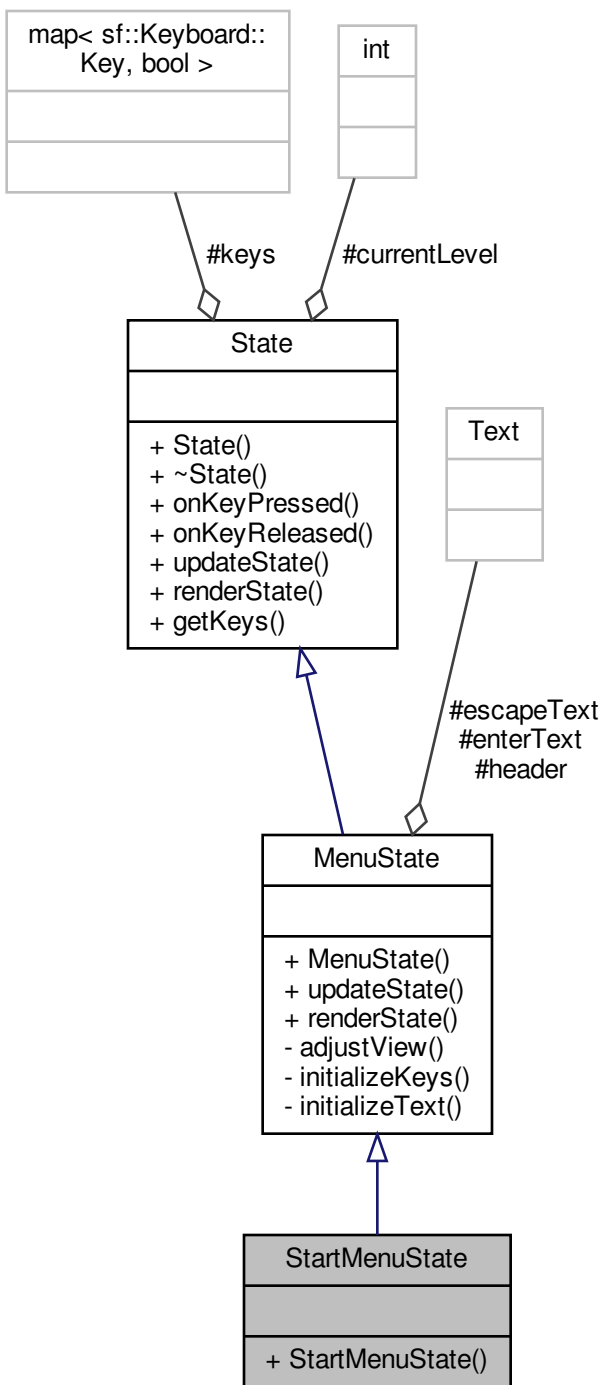 map< sf::Keyboard::
Key, bool >
int
#keys
#currentLevel
State
+ State()
+ ~State()
+ onKeyPressed()
+ onKeyReleased()
+ updateState()
+ renderState()
+ getKeys()
Text
#escapeText
#enterText
#header
MenuState
+ MenuState()
+ updateState()
+ renderState()
- adjustView()
- initializeKeys()
- initializeText()
StartMenuState
+ StartMenuState()